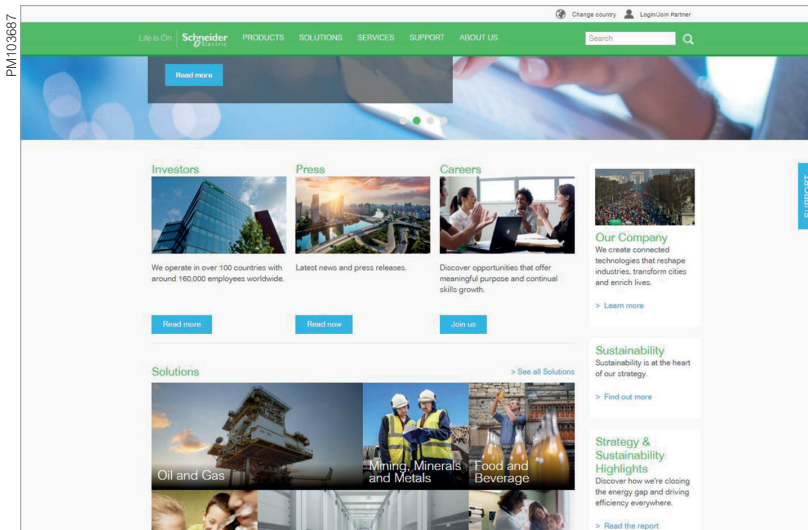 PM103687
Change country
Login/Join Partner
Life Is On
Schneider
Electric
PRODUCTS
SOLUTIONS
SERVICES
SUPPORT
ABOUT US
Search
Read more
Investors
We operate in over 100 countries with
around 160,000 employees worldwide.
Read more
Press
Latest news and press releases.
Read now
Careers
Discover opportunities that offer
meaningful purpose and continual
skills growth.
Join us
Our Company
We create connected
technologies that reshape
industries, transform cities
and enrich lives.
> Learn more
SUPPORT
Sustainability
Sustainability is at the heart
of our strategy.
> Find out more
Strategy &
Sustainability
Highlights
Discover how we're closing
the energy gap and driving
efficiency everywhere.
> Read the report
Solutions
> See all Solutions
Oil and Gas
Mining, Minerals
and Metals
Food and
Beverage